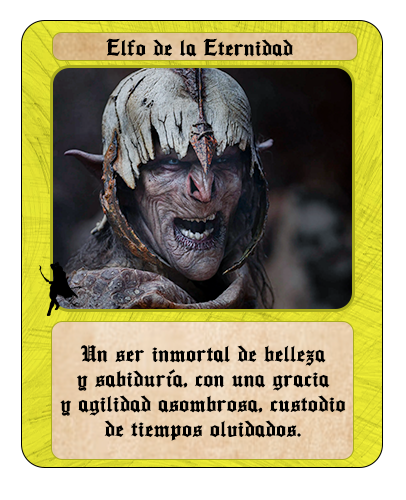 Elfo de la Eternidad
Un ser inmortal de belleza
y sabiduría, con una gracia
y agilidad asombrosa, custodio
de tiempos olvidados.